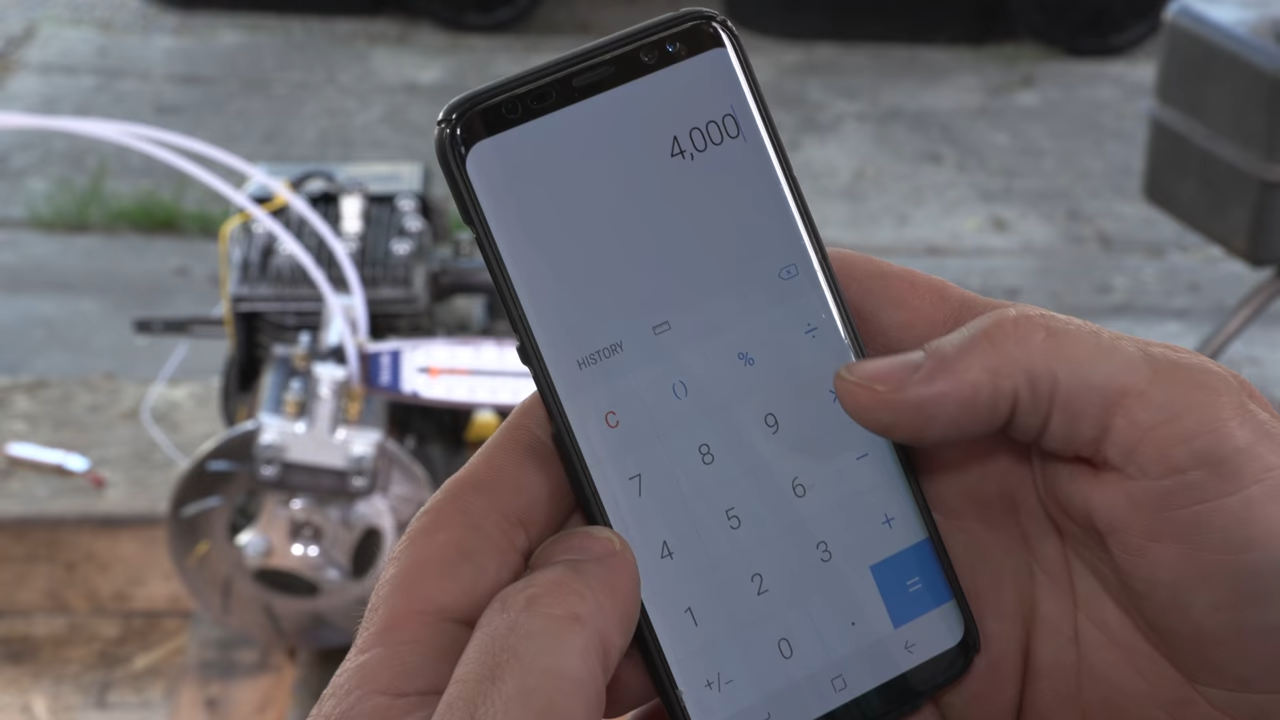 4,000
HISTORY
C () % ÷
7 8 9
4 5 6 −
1 2 3 +
+/− 0 . =